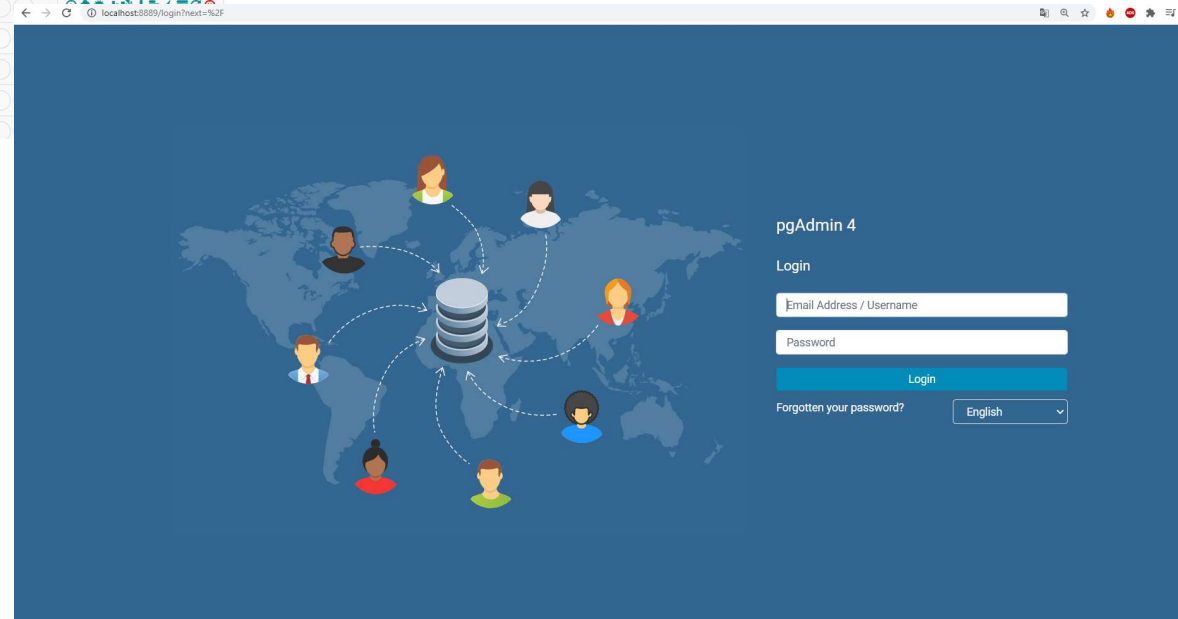 localhost:8889/login?next=%2F
pgAdmin 4
Login
Email Address / Username
Password
Login
Forgotten your password?
English